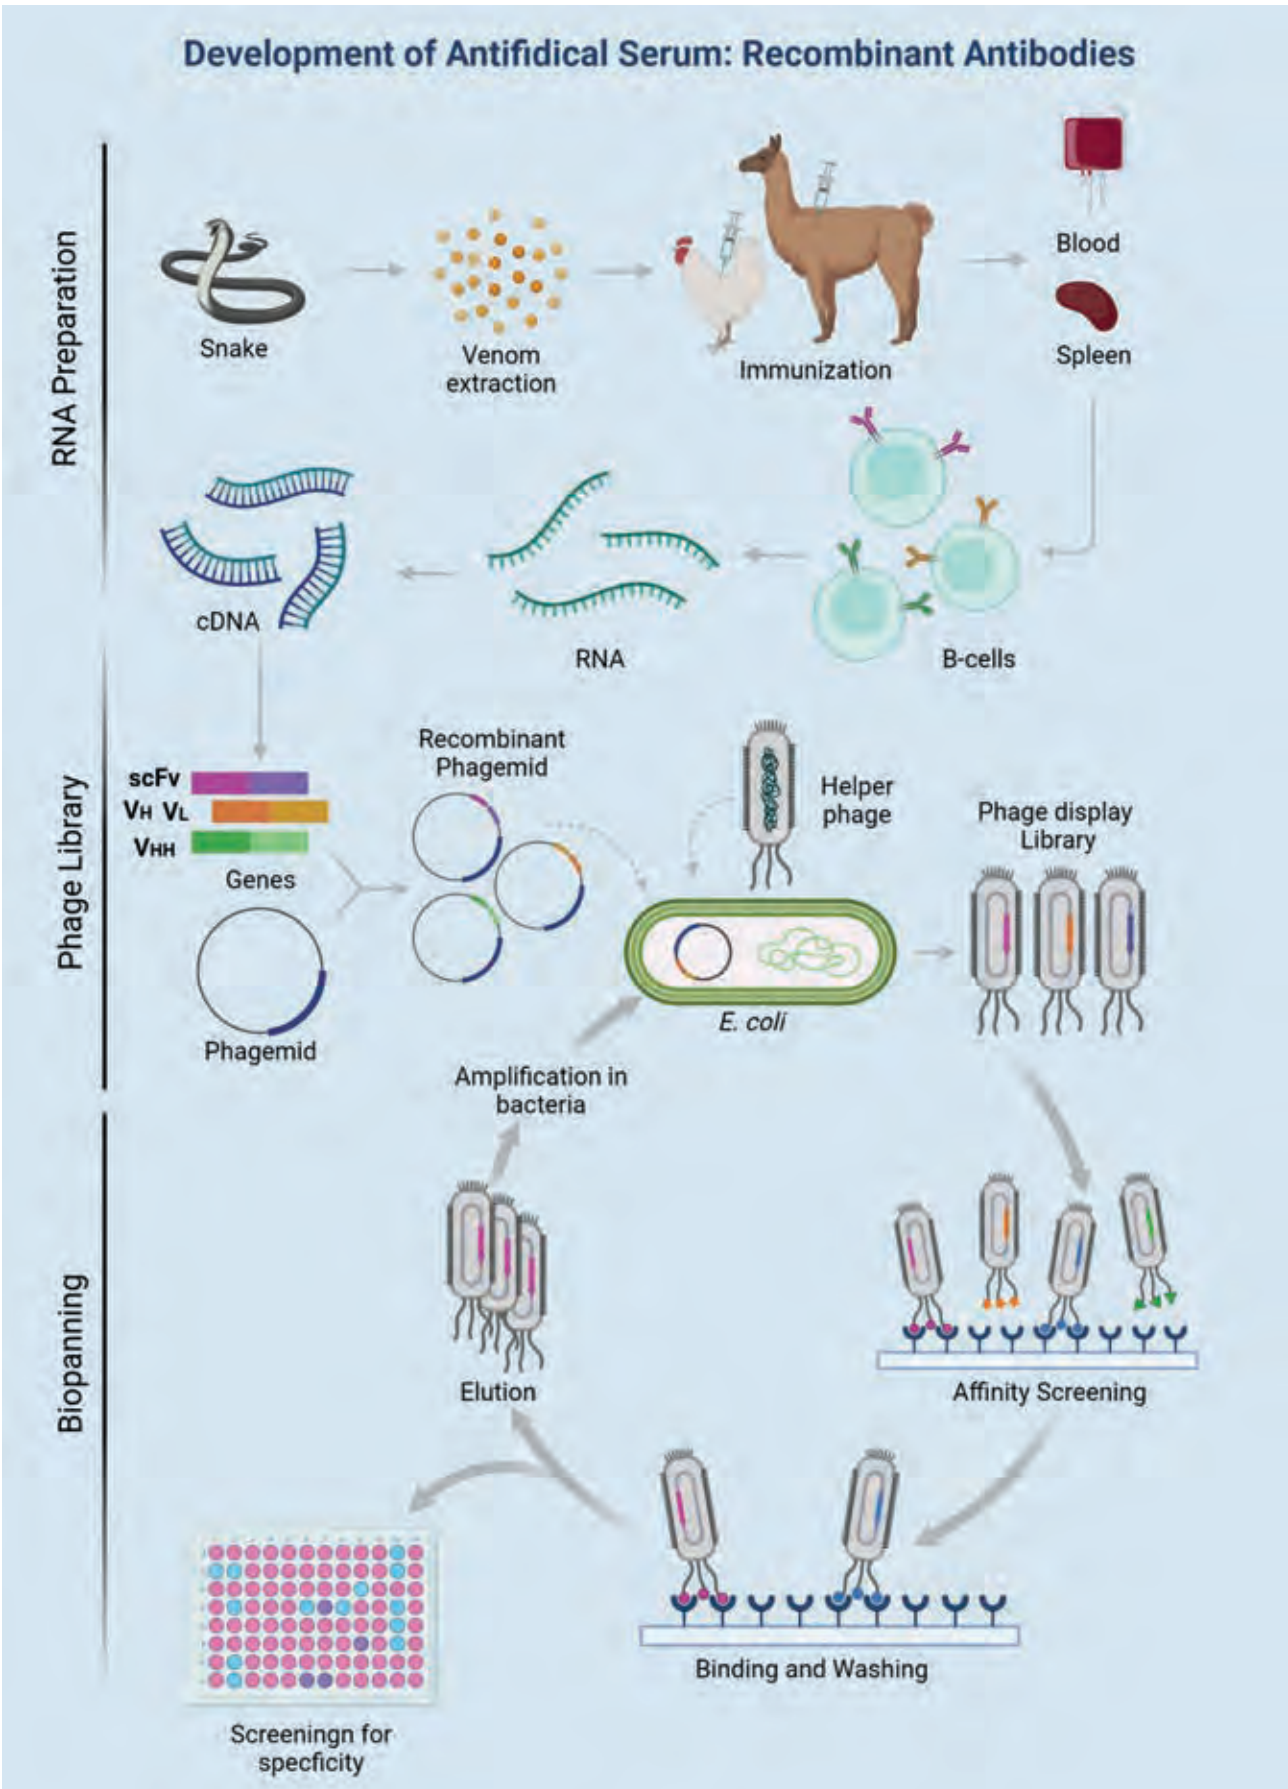 Development of Antifidical Serum: Recombinant Antibodies
RNA Preparation
Snake
Venom
extraction
Immunization
Blood
Spleen
cDNA
RNA
B-cells
Phage Library
scFv
VH VL
VHH
Genes
Phagemid
Recombinant
Phagemid
Helper
phage
Phage display
Library
E. coli
Amplification in
bacteria
Biopanning
Elution
Affinity Screening
Binding and Washing
Screeningn for
specficity